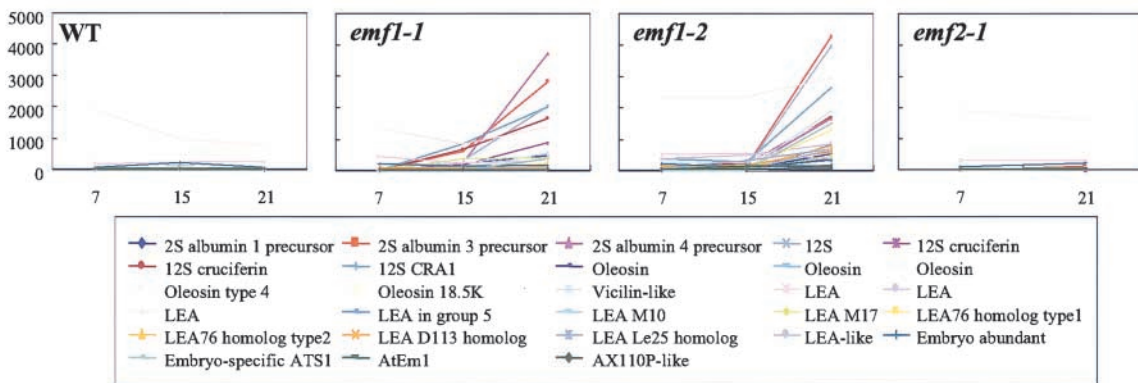 WT emf1-1 emf1-2 emf2-1
5000
4000
3000
2000
1000
0
7 15 21 7 15 21 7 15 21 7 21
2S albumin 1 precursor 2S albumin 3 precursor 2S albumin 4 precursor 12S 12S cruciferin
12S cruciferin 12S CRA1 Oleosin Oleosin Oleosin
Oleosin type 4 Oleosin 18.5K Vicilin-like LEA LEA
LEA LEA in group 5 LEA M10 LEA M17 LEA76 homolog type1
LEA76 homolog type2 LEA D113 homolog LEA Le25 homolog LEA-like Embryo abundant
Embryo-specific ATS1 AtEm1 AX110P-like